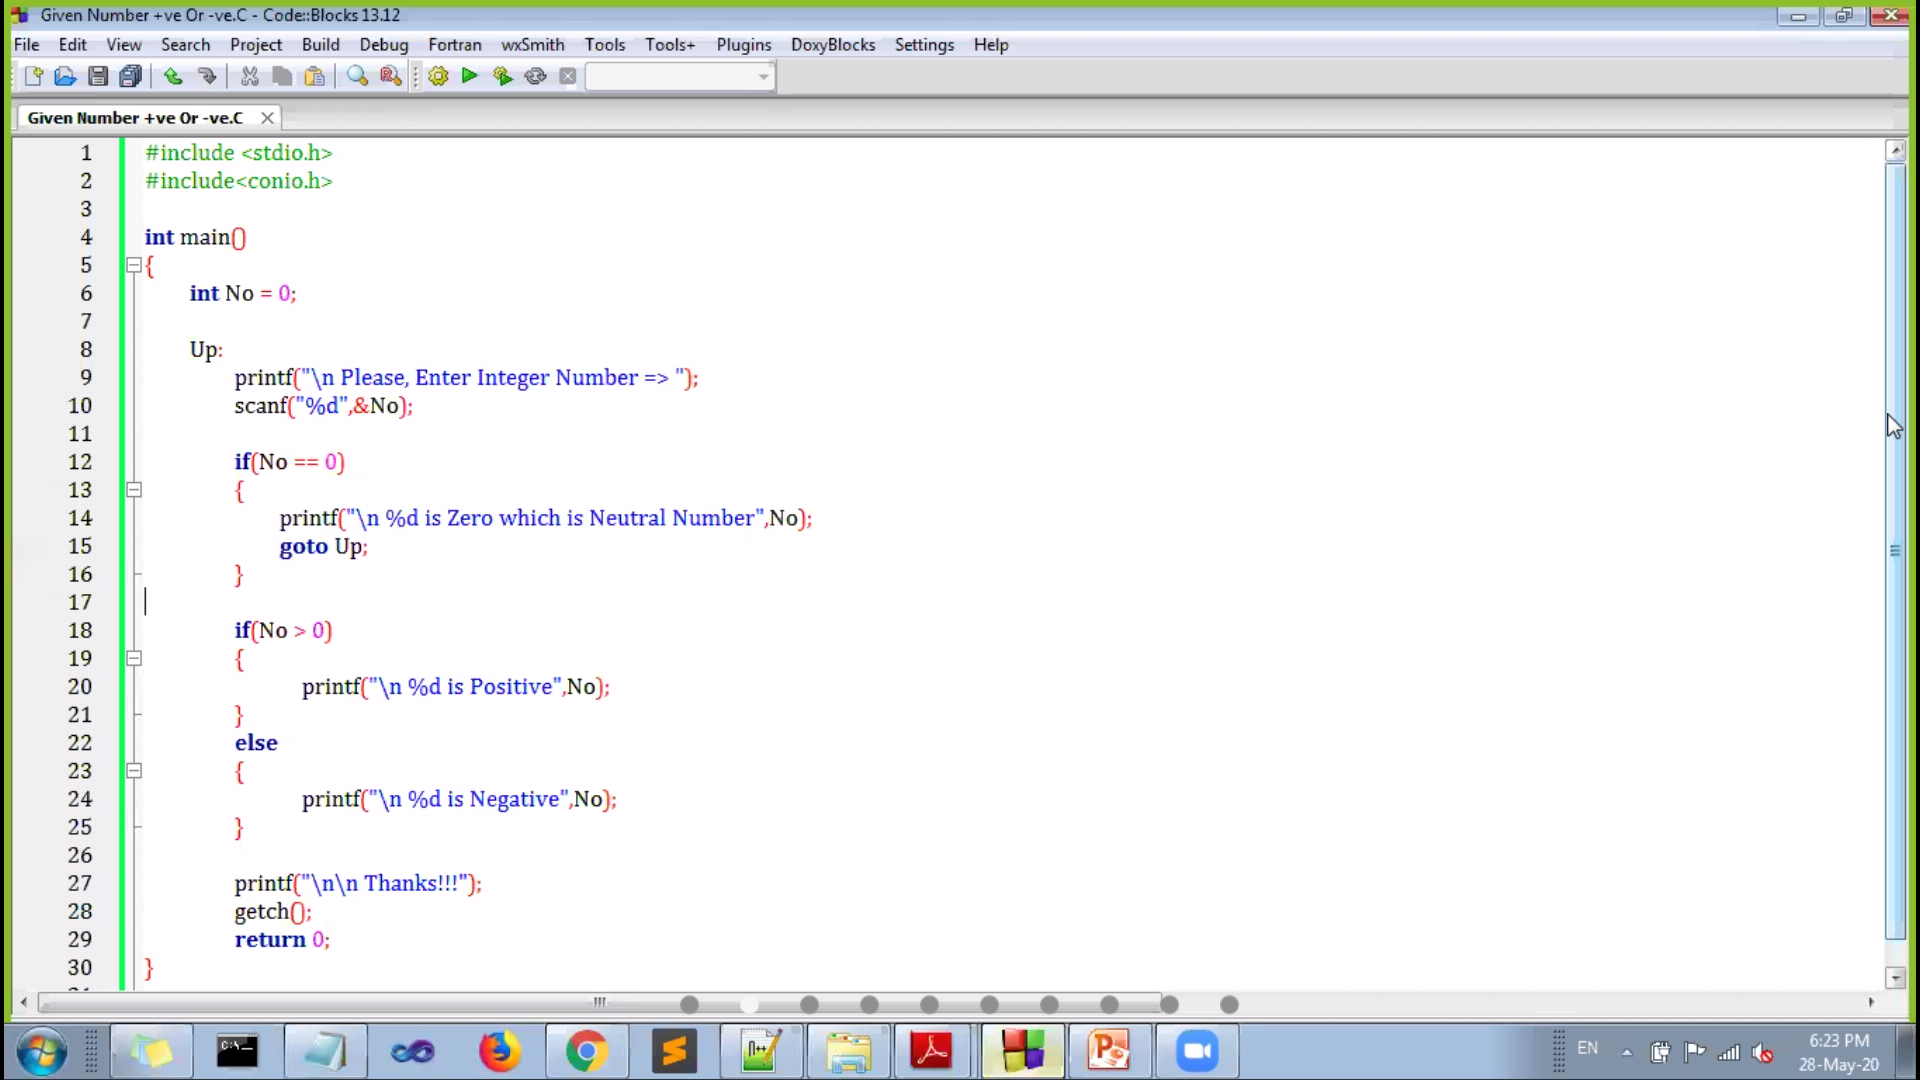 Given Number +ve Or -ve.C - Code::Blocks 13.12
File Edit View Search Project Build Debug Fortran wxSmith Tools Tools+ Plugins DoxyBlocks Settings Help
Given Number +ve Or -ve.C
1 #include <stdio.h>
2 #include<conio.h>
3
4 int main()
5 {
6 int No = 0;
7
8 Up:
9 printf("\n Please, Enter Integer Number => ");
10 scanf("%d",&No);
11
12 if(No == 0)
13 {
14 printf("\n %d is Zero which is Neutral Number",No);
15 goto Up;
16 }
17
18 if(No > 0)
19 {
20 printf("\n %d is Positive",No);
21 }
22 else
23 {
24 printf("\n %d is Negative",No);
25 }
26
27 printf("\n\n Thanks!!!");
28 getch();
29 return 0;
30 }
EN
6:23 PM
28-May-20